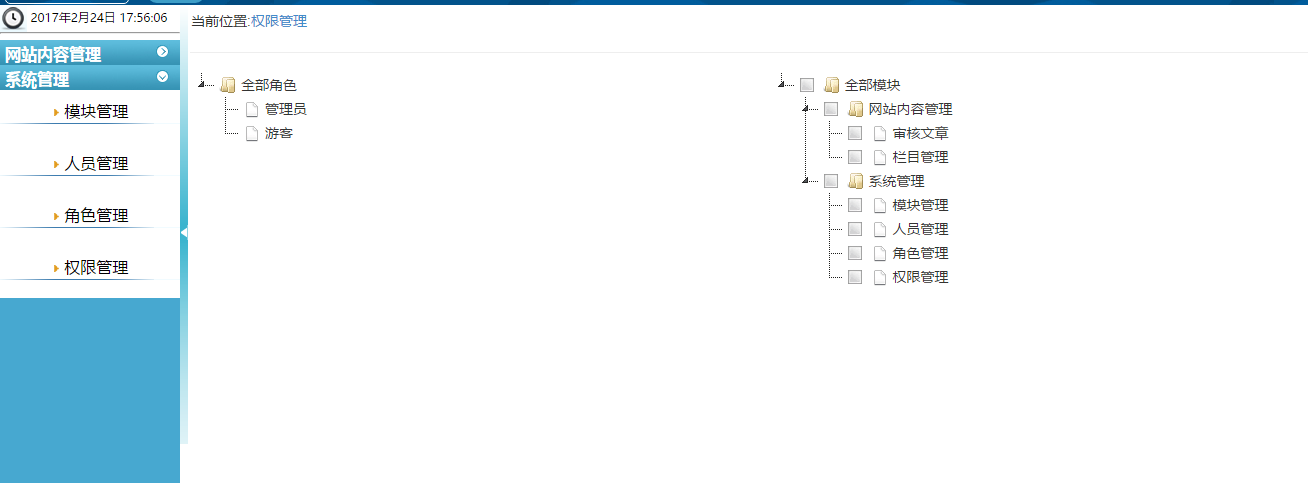 2017年2月24日 17:56:06
当前位置:权限管理
网站内容管理
系统管理
模块管理
人员管理
角色管理
权限管理
全部角色
管理员
游客
全部模块
网站内容管理
审核文章
栏目管理
系统管理
模块管理
人员管理
角色管理
权限管理